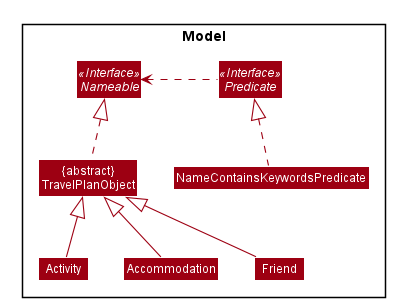 Model
«Interface»
Nameable
«Interface»
Predicate
{abstract}
TravelPlanObject
NameContainsKeywordsPredicate
Activity
Accommodation
Friend